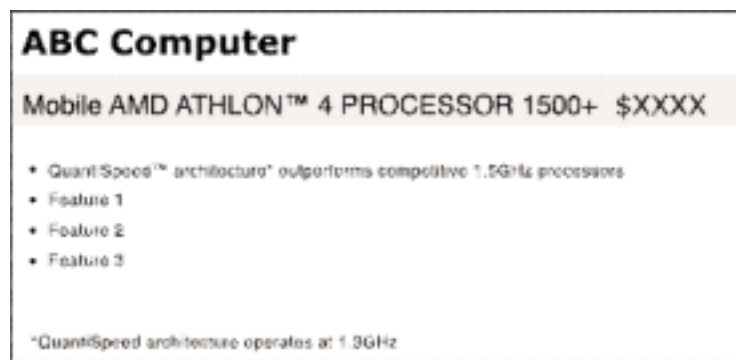 ABC Computer
Mobile AMD ATHLON™ 4 PROCESSOR 1500+ $XXXX
• QuantiSpeed™ architecture* outperforms competitive 1.5GHz processors
• Feature 1
• Feature 2
• Feature 3
*QuantiSpeed architecture operates at 1.3GHz